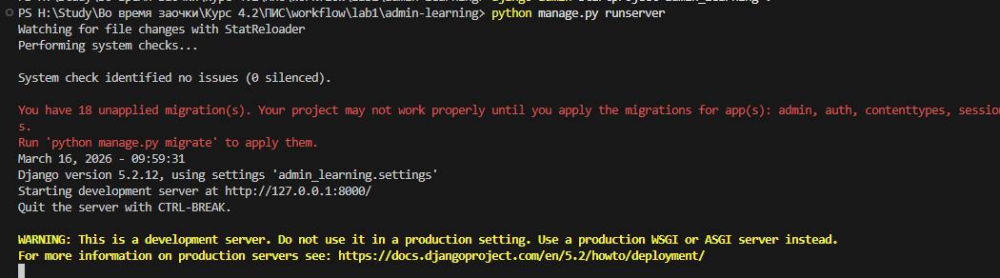 PS H:\Study\Во время заочки\Курс 4.2\ПИС\workflow\lab1\admin-learning> python manage.py runserver
Watching for file changes with StatReloader
Performing system checks...
System check identified no issues (0 silenced).
You have 18 unapplied migration(s). Your project may not work properly until you apply the migrations for app(s): admin, auth, contenttypes, session
s.
Run 'python manage.py migrate' to apply them.
March 16, 2026 - 09:59:31
Django version 5.2.12, using settings 'admin_learning.settings'
Starting development server at http://127.0.0.1:8000/
Quit the server with CTRL-BREAK.
WARNING: This is a development server. Do not use it in a production setting. Use a production WSGI or ASGI server instead.
For more information on production servers see: https://docs.djangoproject.com/en/5.2/howto/deployment/